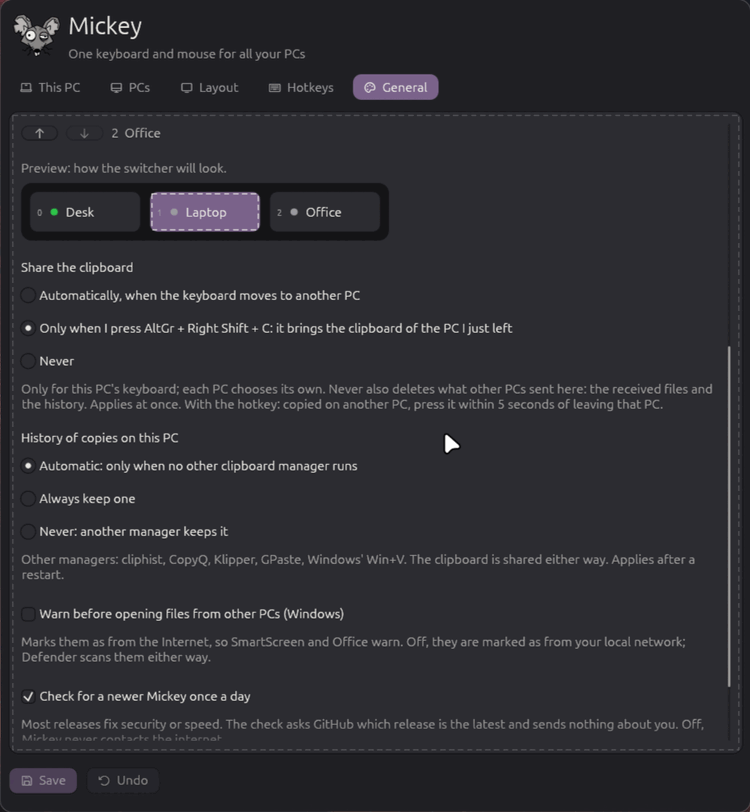 Mickey
One keyboard and mouse for all your PCs
This PC
PCs
Layout
Hotkeys
General
2 Office
Preview: how the switcher will look.
0 Desk
1 Laptop
2 Office
Share the clipboard
Automatically, when the keyboard moves to another PC
Only when I press AltGr + Right Shift + C: it brings the clipboard of the PC I just left
Never
Only for this PC's keyboard; each PC chooses its own. Never also deletes what other PCs sent here: the received files and
the history. Applies at once. With the hotkey: copied on another PC, press it within 5 seconds of leaving that PC.
History of copies on this PC
Automatic: only when no other clipboard manager runs
Always keep one
Never: another manager keeps it
Other managers: cliphist, CopyQ, Klipper, GPaste, Windows' Win+V. The clipboard is shared either way. Applies after a
restart.
Warn before opening files from other PCs (Windows)
Marks them as from the Internet, so SmartScreen and Office warn. Off, they are marked as from your local network;
Defender scans them either way.
Check for a newer Mickey once a day
Most releases fix security or speed. The check asks GitHub which release is the latest and sends nothing about you. Off,
Mickey never contacts the internet.
Save
Undo